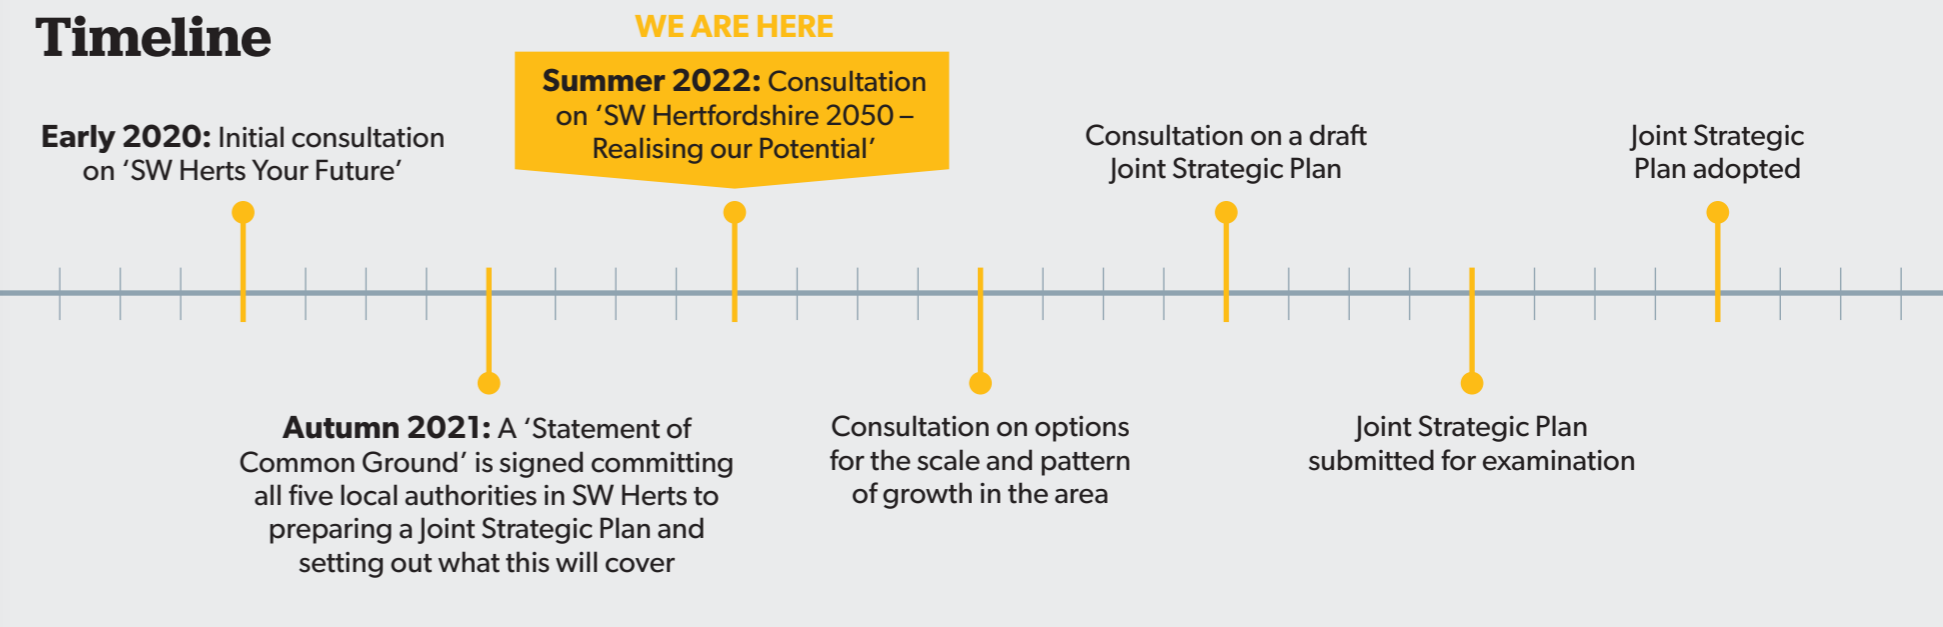 Timeline
WE ARE HERE
Early 2020: Initial consultation
on ‘SW Herts Your Future’
Summer 2022: Consultation
on ‘SW Hertfordshire 2050 –
Realising our Potential’
Consultation on a draft
Joint Strategic Plan
Joint Strategic
Plan adopted
Autumn 2021: A ‘Statement of
Common Ground’ is signed committing
all five local authorities in SW Herts to
preparing a Joint Strategic Plan and
setting out what this will cover
Consultation on options
for the scale and pattern
of growth in the area
Joint Strategic Plan
submitted for examination